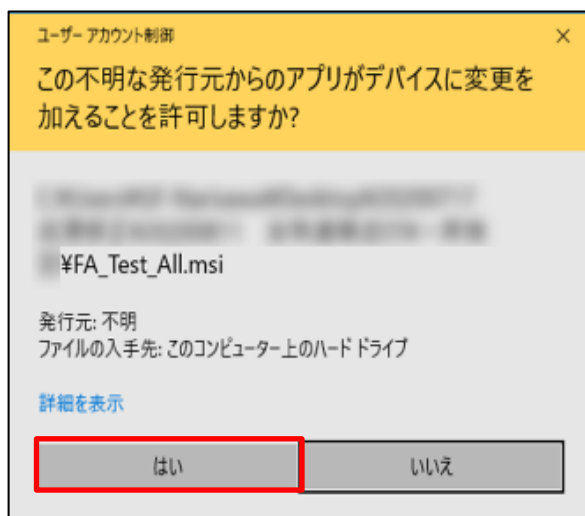 ユーザー アカウント制御
この不明な発行元からのアプリがデバイスに変更を
加えることを許可しますか?
¥FA_Test_All.msi
発行元: 不明
ファイルの入手先: このコンピューター上のハード ドライブ
詳細を表示
はい
いいえ